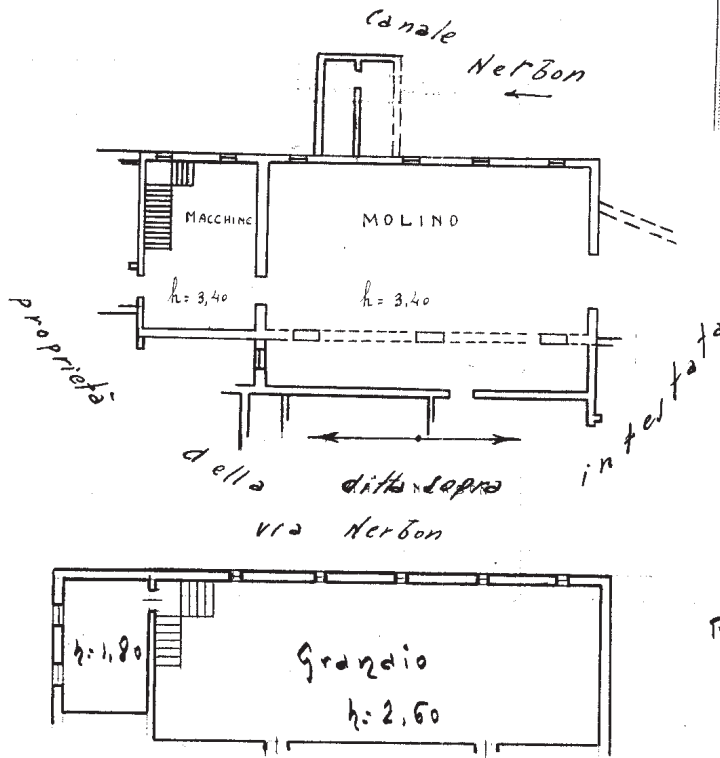 Canale
Nerbon
MACCHINE
MOLINO
h = 3,40
h = 3,40
proprietà
della
ditta sopra
intestata
via Nerbon
h: 1,80
Granaio
h: 2,60